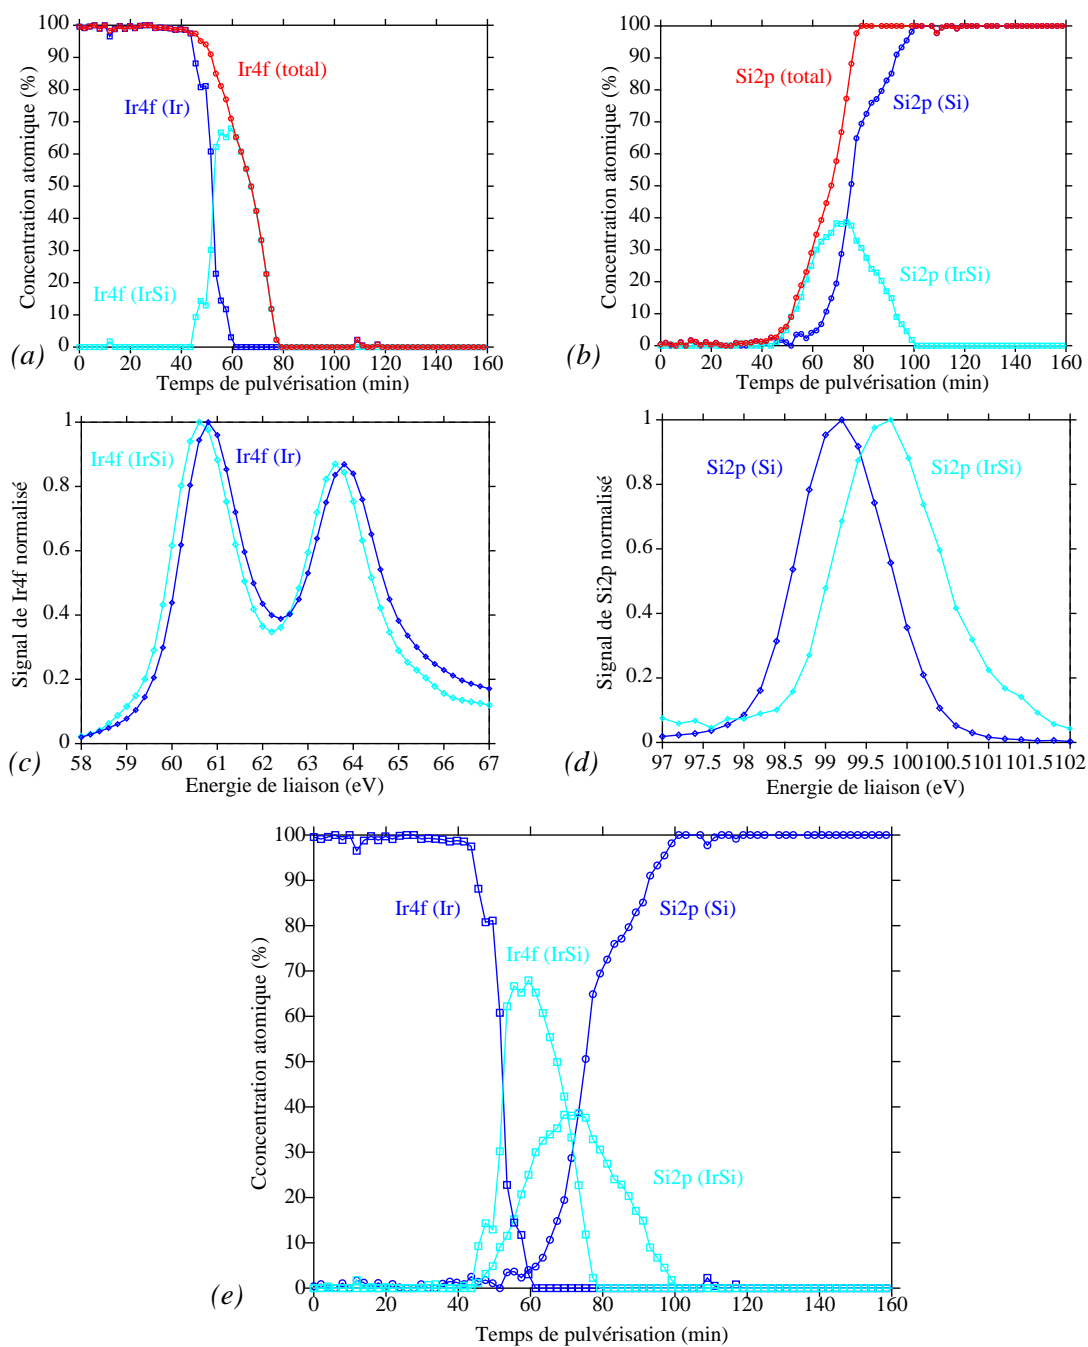 100
90
80
70
60
50
40
30
20
10
0
Concentration atomique (%)
Ir4f (total)
Ir4f (Ir)
Ir4f (IrSi)
0 20 40 60 80 100 120 140 160
Temps de pulvérisation (min)
(a)
100
90
80
70
60
50
40
30
20
10
0
Concentration atomique (%)
Si2p (total)
Si2p (Si)
Si2p (IrSi)
0 20 40 60 80 100 120 140 160
Temps de pulvérisation (min)
(b)
1
0.8
0.6
0.4
0.2
0
Signal de Ir4f normalisé
Ir4f (IrSi)
Ir4f (Ir)
58 59 60 61 62 63 64 65 66 67
Energie de liaison (eV)
(c)
1
0.8
0.6
0.4
0.2
0
Signal de Si2p normalisé
Si2p (Si)
Si2p (IrSi)
97 97.5 98 98.5 99 99.5 100 100.5 101 101.5 102
Energie de liaison (eV)
(d)
100
90
80
70
60
50
40
30
20
10
0
Cconcentration atomique (%)
Ir4f (Ir)
Si2p (Si)
Ir4f (IrSi)
Si2p (IrSi)
0 20 40 60 80 100 120 140 160
Temps de pulvérisation (min)
(e)